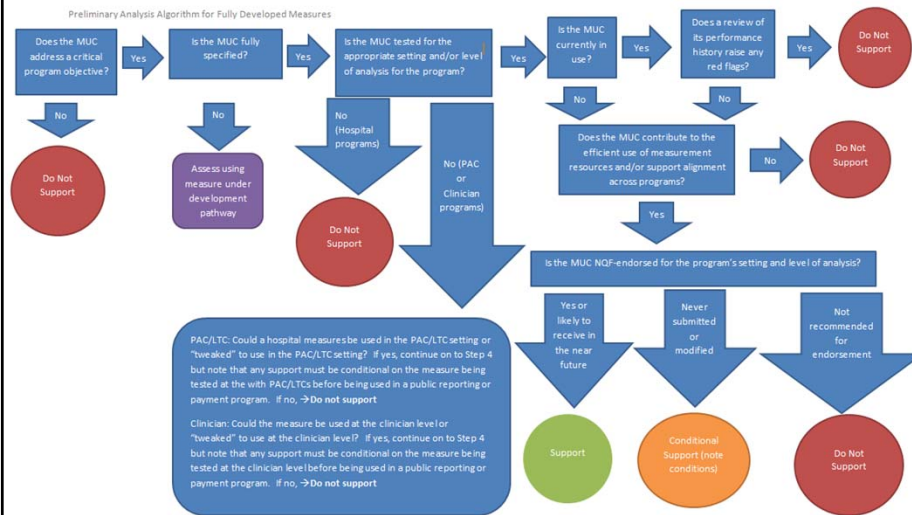 Preliminary Analysis Algorithm for Fully Developed Measures
Does the MUC
address a critical
program objective?
Yes
Is the MUC fully
specified?
Yes
Is the MUC tested for the
appropriate setting and/or level
of analysis for the program?
Yes
Is the MUC
currently in
use?
Yes
Does a review of
its performance
history raise any
red flags?
Yes
Do Not
Support
No
Do Not
Support
No
Assess using
measure under
development
pathway
No
(Hospital
programs)
Do Not
Support
No (PAC
or
Clinician
programs)
No
No
Does the MUC contribute to the
efficient use of measurement
resources and/or support alignment
across programs?
No
Do Not
Support
Yes
Is the MUC NQF-endorsed for the program's setting and level of analysis?
Yes or
likely to
receive in
the near
future
Never
submitted
or
modified
Not
recommended
for
endorsement
Support
Conditional
Support (note
conditions)
Do Not
Support
PAC/LTC: Could a hospital measures be used in the PAC/LTC setting or
"tweaked" to use in the PAC/LTC setting? If yes, continue on to Step 4
but note that any support must be conditional on the measure being
tested at the with PAC/LTCs before being used in a public reporting or
payment program. If no, →Do not support
Clinician: Could the measure be used at the clinician level or
"tweaked" to use at the clinician level? If yes, continue on to Step 4
but note that any support must be conditional on the measure being
tested at the clinician level before being used in a public reporting or
payment program. If no, →Do not support